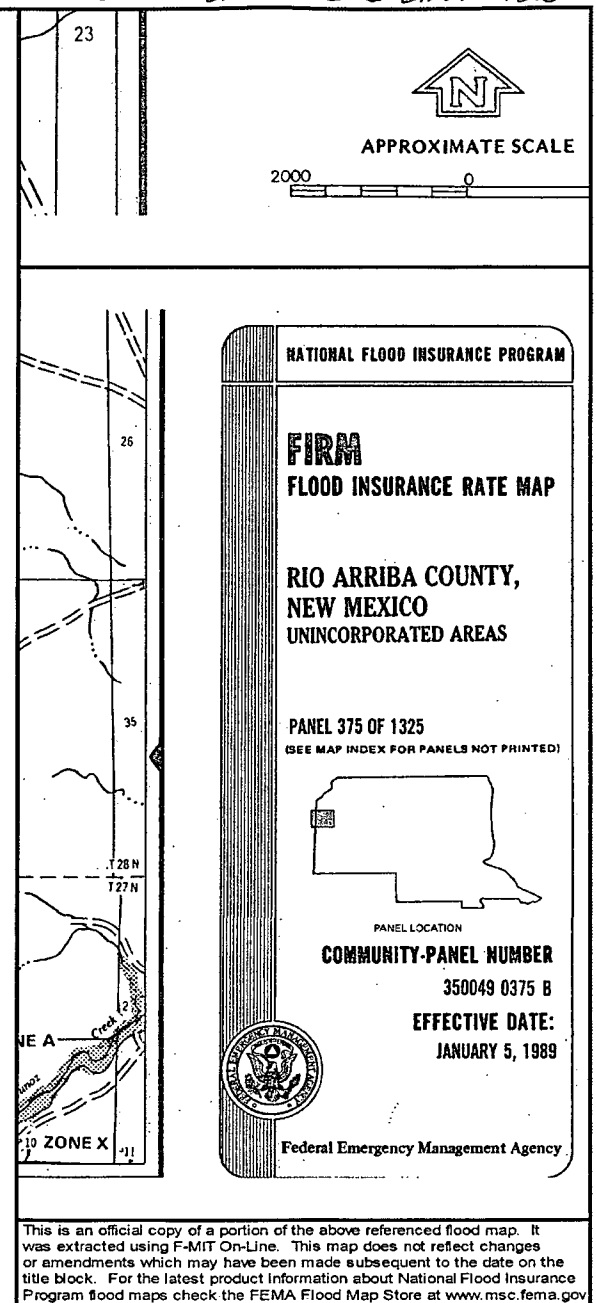 23
N
APPROXIMATE SCALE
2000 0
26
35
T 28 N
T 27 N
2
Creek
NE A
unoz
10 ZONE X 11
NATIONAL FLOOD INSURANCE PROGRAM
FIRM
FLOOD INSURANCE RATE MAP
RIO ARRIBA COUNTY,
NEW MEXICO
UNINCORPORATED AREAS
PANEL 375 OF 1325
(SEE MAP INDEX FOR PANELS NOT PRINTED)
PANEL LOCATION
COMMUNITY-PANEL NUMBER
350049 0375 B
EFFECTIVE DATE:
JANUARY 5, 1989
FEDERAL EMERGENCY MANAGEMENT AGENCY
Federal Emergency Management Agency
This is an official copy of a portion of the above referenced flood map. It
was extracted using F-MIT On-Line. This map does not reflect changes
or amendments which may have been made subsequent to the date on the
title block. For the latest product information about National Flood Insurance
Program flood maps check the FEMA Flood Map Store at www.msc.fema.gov